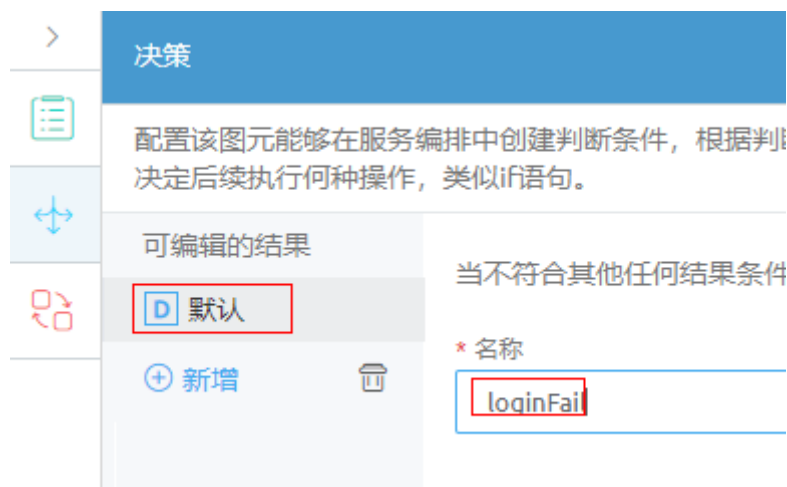 决策
配置该图元能够在服务编排中创建判断条件，根据判
决定后续执行何种操作，类似if语句。
可编辑的结果
当不符合其他任何结果条件
D 默认
* 名称
新增
loginFail